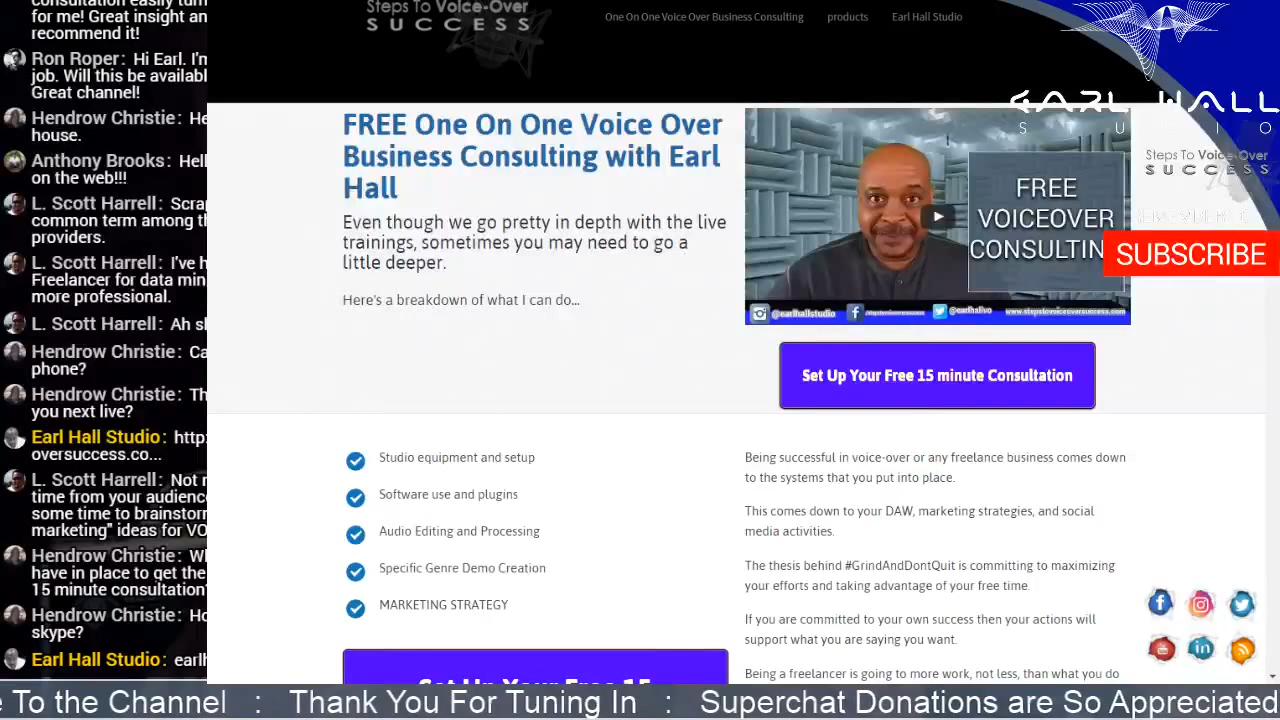 for me! Great insight an
recommend it!
Ron Roper: Hi Earl. I'm
job. Will this be availabl
Great channel!
Hendrow Christie: He
house.
Anthony Brooks: Hell
on the web!!!
L. Scott Harrell: Scrap
common term among th
providers.
L. Scott Harrell: I've h
Freelancer for data min
more professional.
L. Scott Harrell: Ah sl
Hendrow Christie: Ca
phone?
Hendrow Christie: Th
you next live?
Earl Hall Studio: http:
oversuccess.co...
L. Scott Harrell: Not r
time from your audience
some time to brainstorm
marketing" ideas for VO
Hendrow Christie: Wh
have in place to get the
15 minute consultation?
Hendrow Christie: Ho
skype?
Earl Hall Studio: earlh
Steps To Voice-Over
SUCCESS
One On One Voice Over Business Consulting products Earl Hall Studio
FREE One On One Voice Over
Business Consulting with Earl
Hall
Even though we go pretty in depth with the live
trainings, sometimes you may need to go a
little deeper.
Here's a breakdown of what I can do...
FREE
VOICEOVER
CONSULTIN
@earlhallstudio
@earlhallvo
www.stepstovoiceoversuccess.com
Set Up Your Free 15 minute Consultation
Studio equipment and setup
Software use and plugins
Audio Editing and Processing
Specific Genre Demo Creation
MARKETING STRATEGY
Set Up Your Free 15
Being successful in voice-over or any freelance business comes down
to the systems that you put into place.
This comes down to your DAW, marketing strategies, and social
media activities.
The thesis behind #GrindAndDontQuit is committing to maximizing
your efforts and taking advantage of your free time.
If you are committed to your own success then your actions will
support what you are saying you want.
Being a freelancer is going to more work, not less, than what you do
EARL HALL
STUDIO
Steps To Voice-Over
SUCCESS
SUBSCRIBE
e To the Channel : Thank You For Tuning In : Superchat Donations are So Appreciated